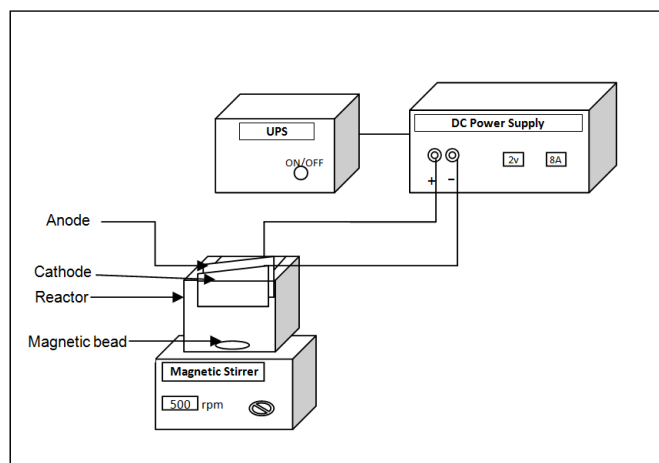 UPS
ON/OFF
DC Power Supply
2v
8A
+
−
Anode
Cathode
Reactor
Magnetic bead
Magnetic Stirrer
500 rpm